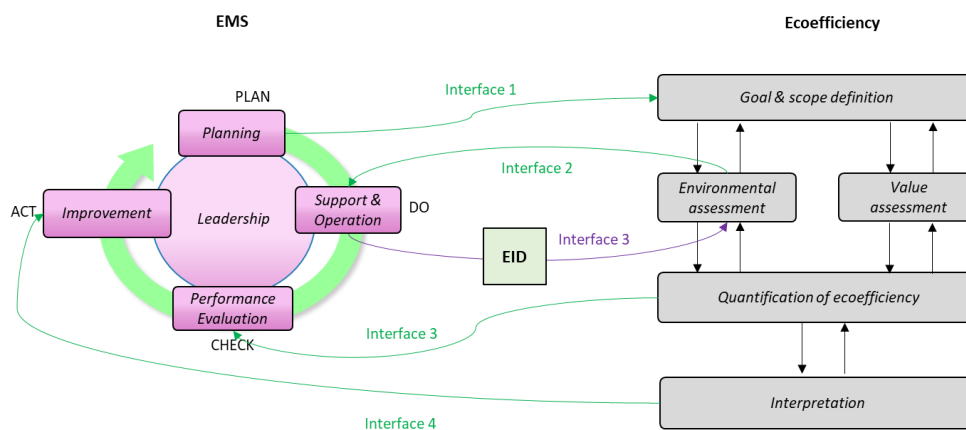 EMS
Ecoefficiency
PLAN
Interface 1
Planning
Goal & scope definition
Interface 2
ACT
Improvement
Leadership
Support &
Operation
DO
Environmental
assessment
Value
assessment
EID
Interface 3
Performance
Evaluation
CHECK
Interface 3
Quantification of ecoefficiency
Interpretation
Interface 4